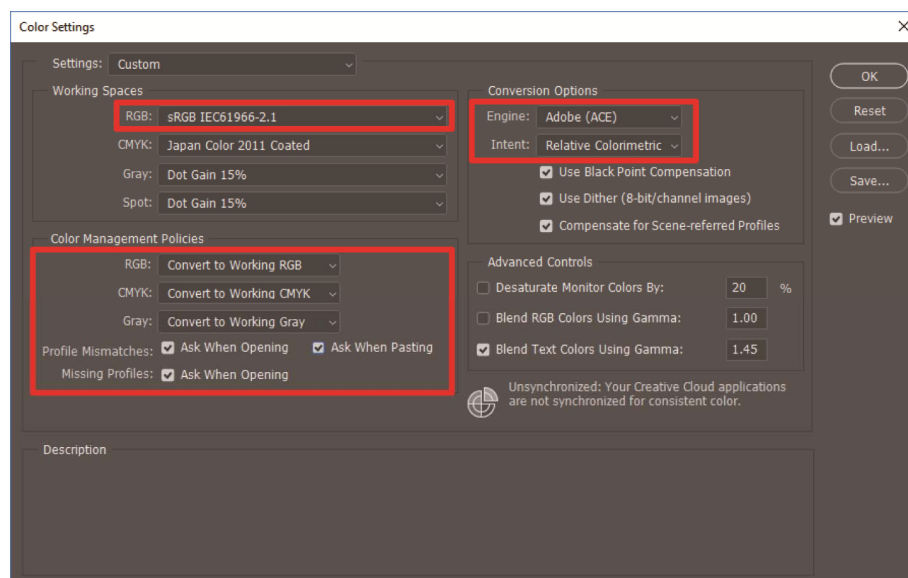 Color Settings
Settings: Custom
Working Spaces
RGB: sRGB IEC61966-2.1
CMYK: Japan Color 2011 Coated
Gray: Dot Gain 15%
Spot: Dot Gain 15%
Color Management Policies
RGB: Convert to Working RGB
CMYK: Convert to Working CMYK
Gray: Convert to Working Gray
Profile Mismatches: Ask When Opening Ask When Pasting
Missing Profiles: Ask When Opening
Conversion Options
Engine: Adobe (ACE)
Intent: Relative Colorimetric
Use Black Point Compensation
Use Dither (8-bit/channel images)
Compensate for Scene-referred Profiles
Advanced Controls
Desaturate Monitor Colors By: 20 %
Blend RGB Colors Using Gamma: 1.00
Blend Text Colors Using Gamma: 1.45
Unsynchronized: Your Creative Cloud applications
are not synchronized for consistent color.
OK
Reset
Load...
Save...
Preview
Description